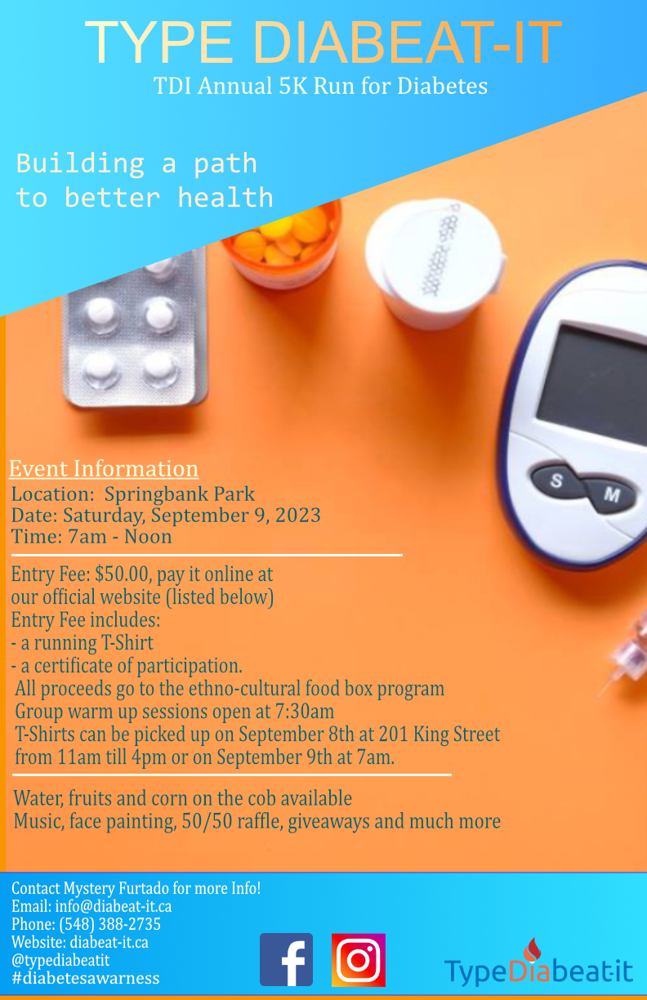 TYPE DIABEAT-IT
TDI Annual 5K Run for Diabetes
Building a path
to better health
S
M
Event Information
Location:  Springbank Park
Date: Saturday, September 9, 2023
Time: 7am - Noon
Entry Fee: $50.00, pay it online at
our official website (listed below)
Entry Fee includes:
- a running T-Shirt
- a certificate of participation.
All proceeds go to the ethno-cultural food box program
Group warm up sessions open at 7:30am
T-Shirts can be picked up on September 8th at 201 King Street
from 11am till 4pm or on September 9th at 7am.
Water, fruits and corn on the cob available
Music, face painting, 50/50 raffle, giveaways and much more
Contact Mystery Furtado for more Info!
Email: info@diabeat-it.ca
Phone: (548) 388-2735
Website: diabeat-it.ca
@typediabeatit
#diabetesawarness
f
TypeDiabeat-it